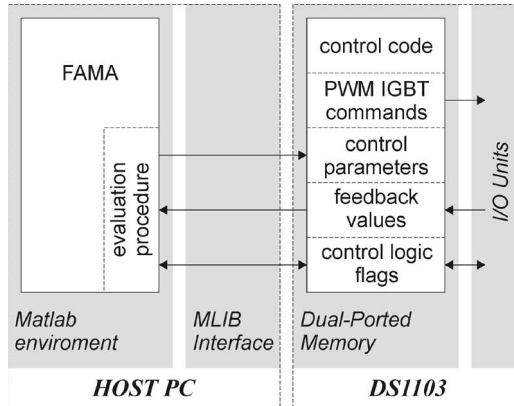 FAMA
evaluation
procedure
control code
PWM IGBT
commands
control
parameters
feedback
values
control logic
flags
I/O Units
Matlab
enviroment
MLIB
Interface
Dual-Ported
Memory
HOST PC
DS1103